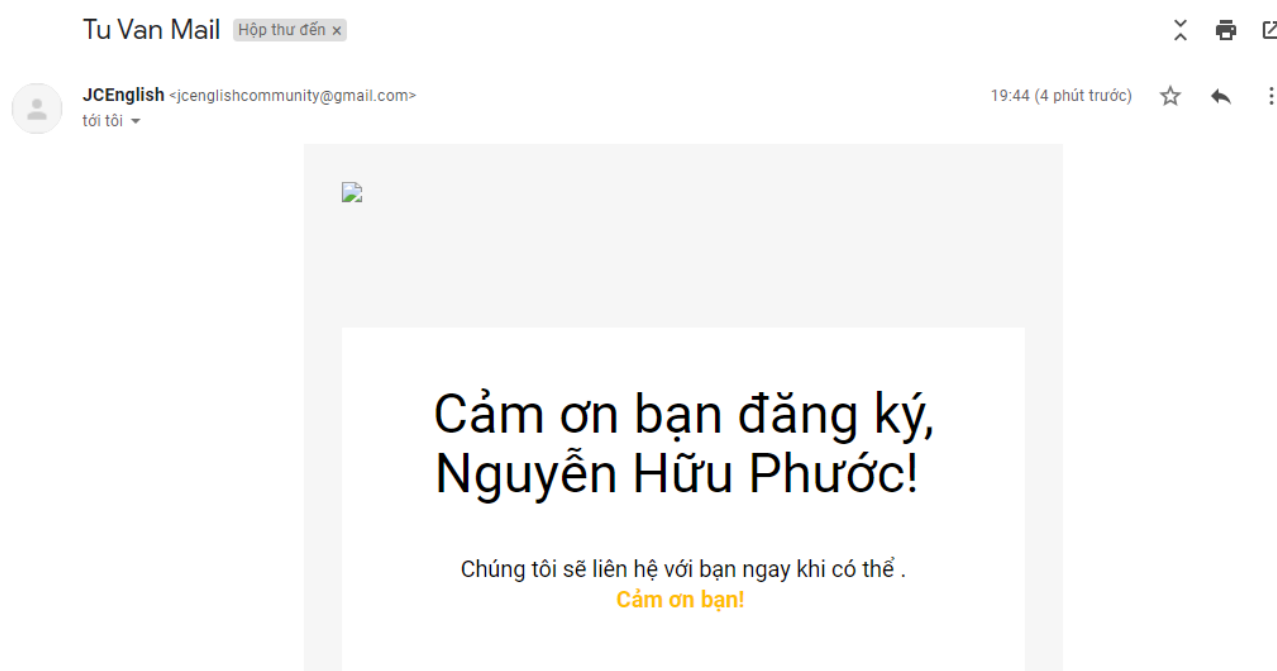 Tu Van Mail Hộp thư đến ×
JCEnglish <jcenglishcommunity@gmail.com> 19:44 (4 phút trước)
tới tôi
Cảm ơn bạn đăng ký,
Nguyễn Hữu Phước!
Chúng tôi sẽ liên hệ với bạn ngay khi có thể .
Cảm ơn bạn!